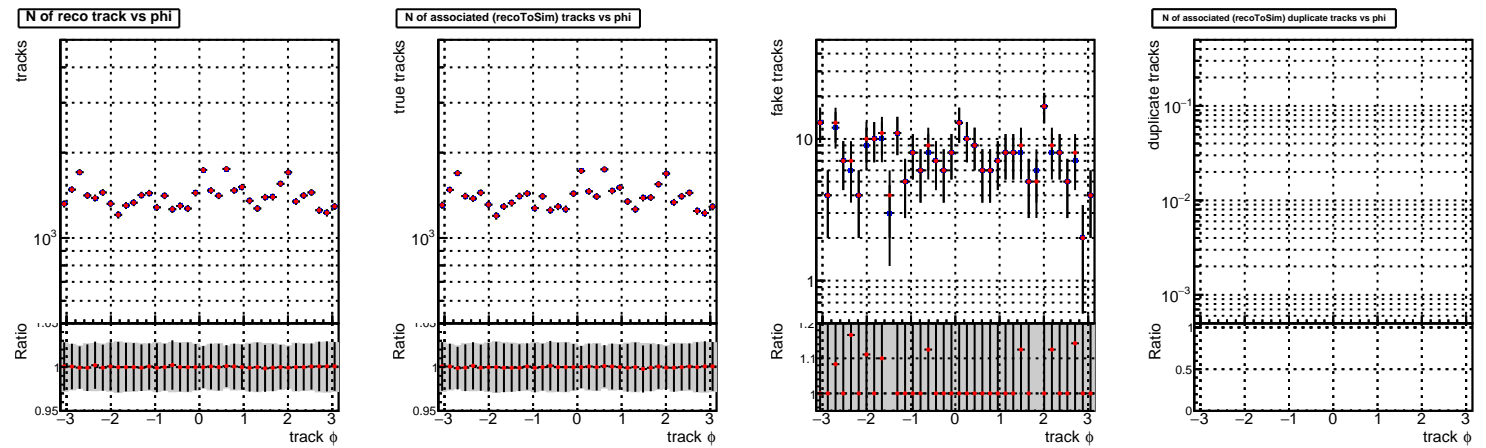 N of reco track vs phi
tracks
10³
Ratio
1.05
1
0.95
−3 −2 −1 0 1 2 3
track ϕ
N of associated (recoToSim) tracks vs phi
true tracks
10³
Ratio
1.05
1
0.95
−3 −2 −1 0 1 2 3
track ϕ
fake tracks
10
1
Ratio
1.2
1.1
1
−3 −2 −1 0 1 2 3
track ϕ
N of associated (recoToSim) duplicate tracks vs phi
duplicate tracks
10⁻¹
10⁻²
10⁻³
Ratio
1
0.5
0
−3 −2 −1 0 1 2 3
track ϕ